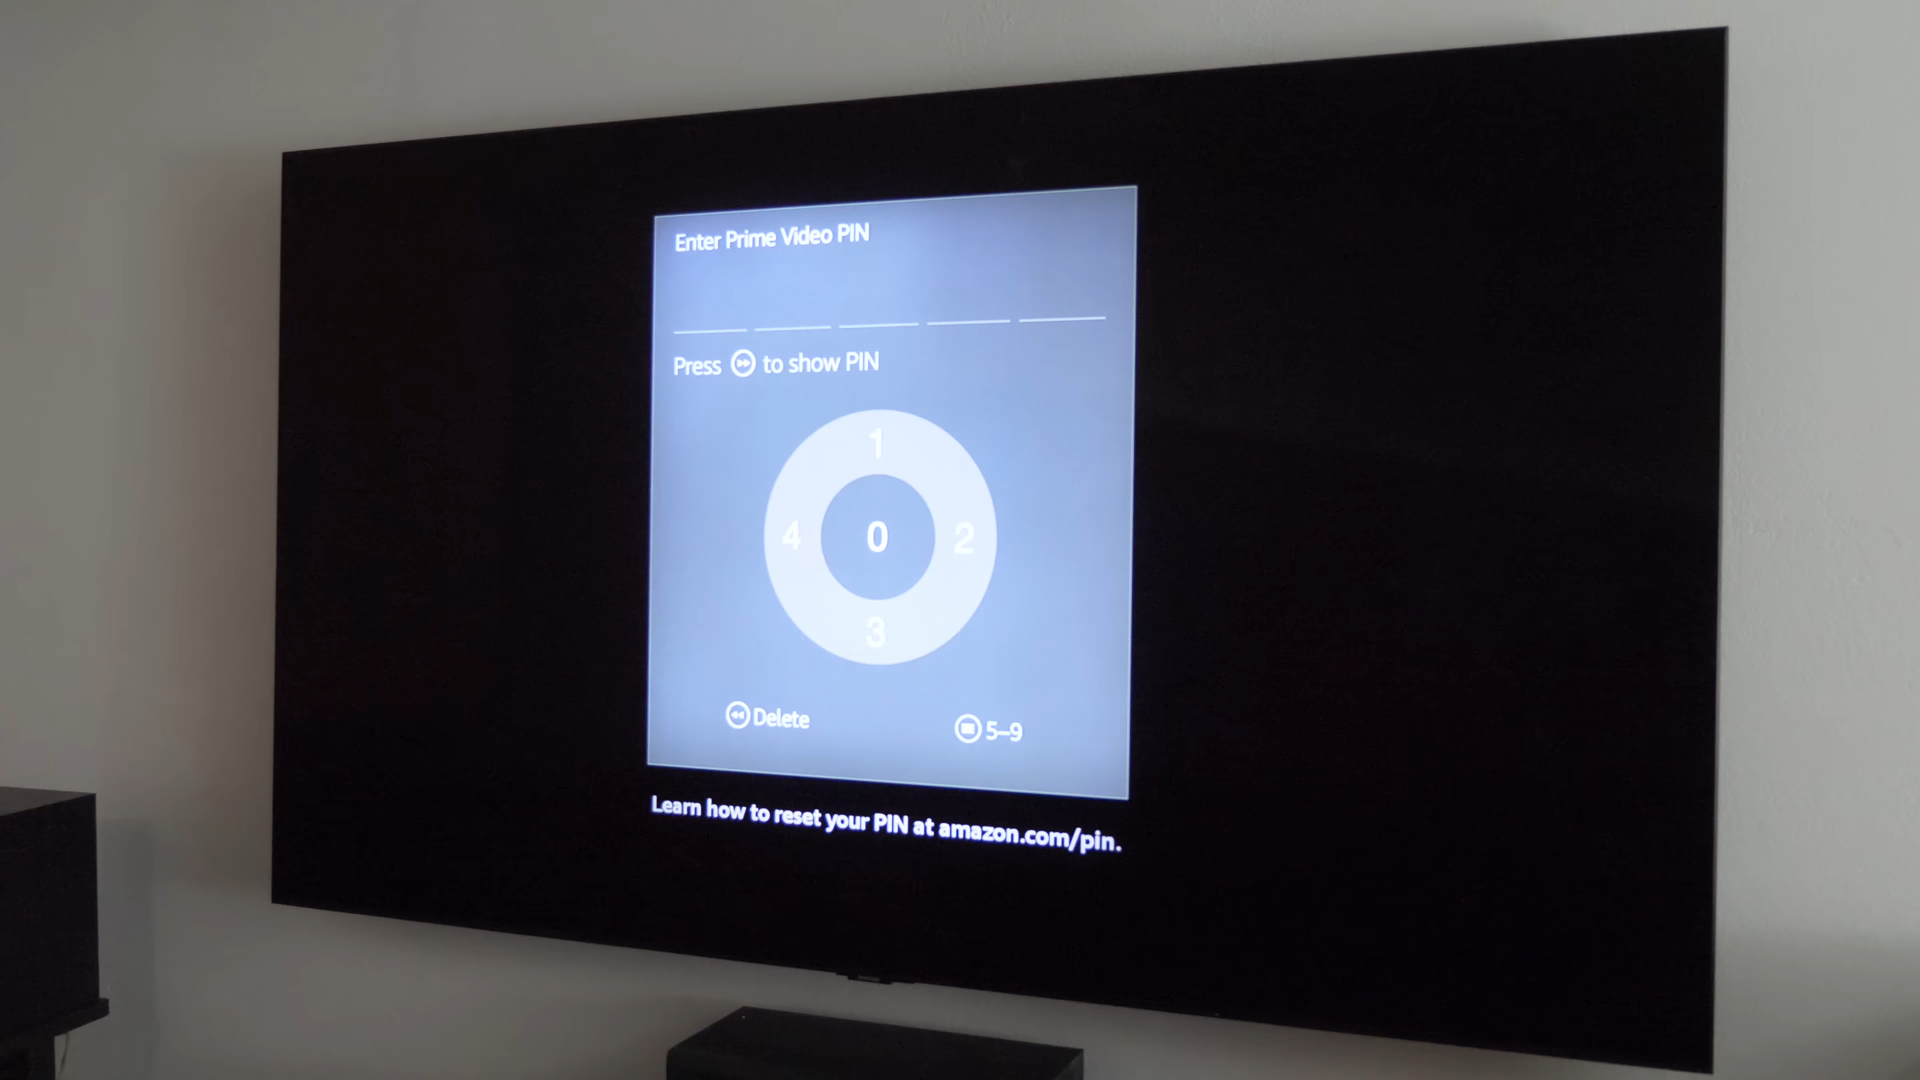 Enter Prime Video PIN
Press to show PIN
1
4 0 2
3
Delete 5–9
Learn how to reset your PIN at amazon.com/pin.